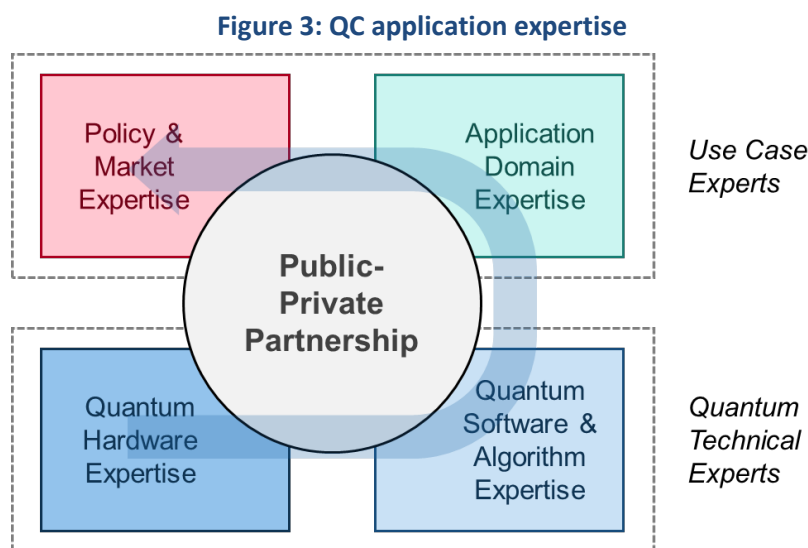 Figure 3: QC application expertise
Policy &
Market
Expertise
Application
Domain
Expertise
Use Case
Experts
Public-
Private
Partnership
Quantum
Hardware
Expertise
Quantum
Software &
Algorithm
Expertise
Quantum
Technical
Experts